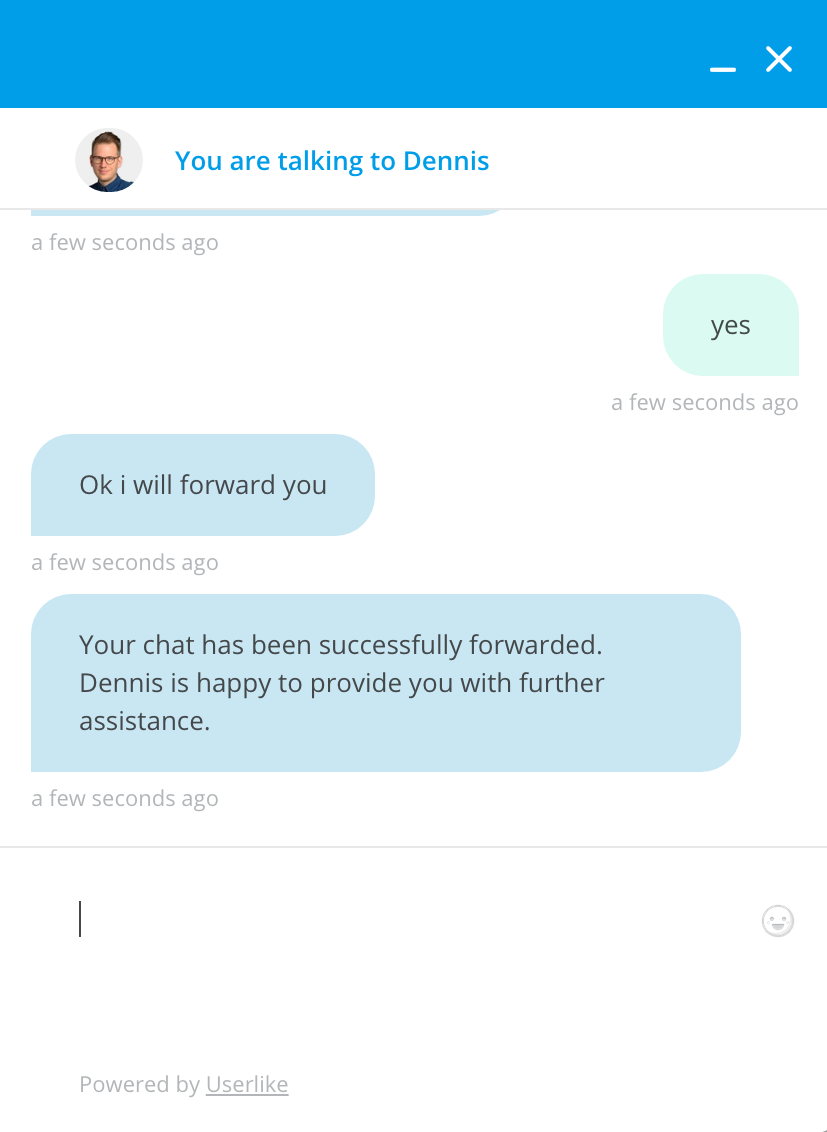 You are talking to Dennis
a few seconds ago
yes
a few seconds ago
Ok i will forward you
a few seconds ago
Your chat has been successfully forwarded.
Dennis is happy to provide you with further
assistance.
a few seconds ago
Powered by Userlike